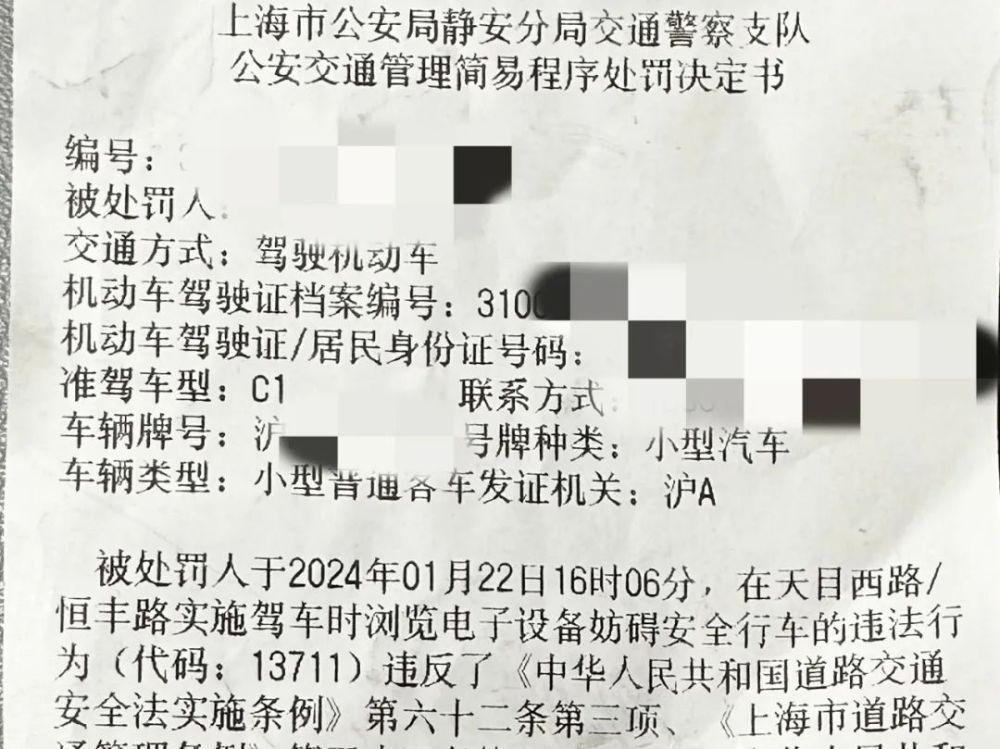 上海市公安局静安分局交通警察支队
公安交通管理简易程序处罚决定书
编号：
被处罚人：
交通方式：驾驶机动车
机动车驾驶证档案编号：310
机动车驾驶证/居民身份证号码：
准驾车型：C1 联系方式：
车辆牌号：沪 号牌种类：小型汽车
车辆类型：小型普通客车发证机关：沪A
被处罚人于2024年01月22日16时06分，在天目西路/
恒丰路实施驾车时浏览电子设备妨碍安全行车的违法行
为（代码：13711）违反了《中华人民共和国道路交通
安全法实施条例》第六十二条第三项、《上海市道路交
通管理条例》第